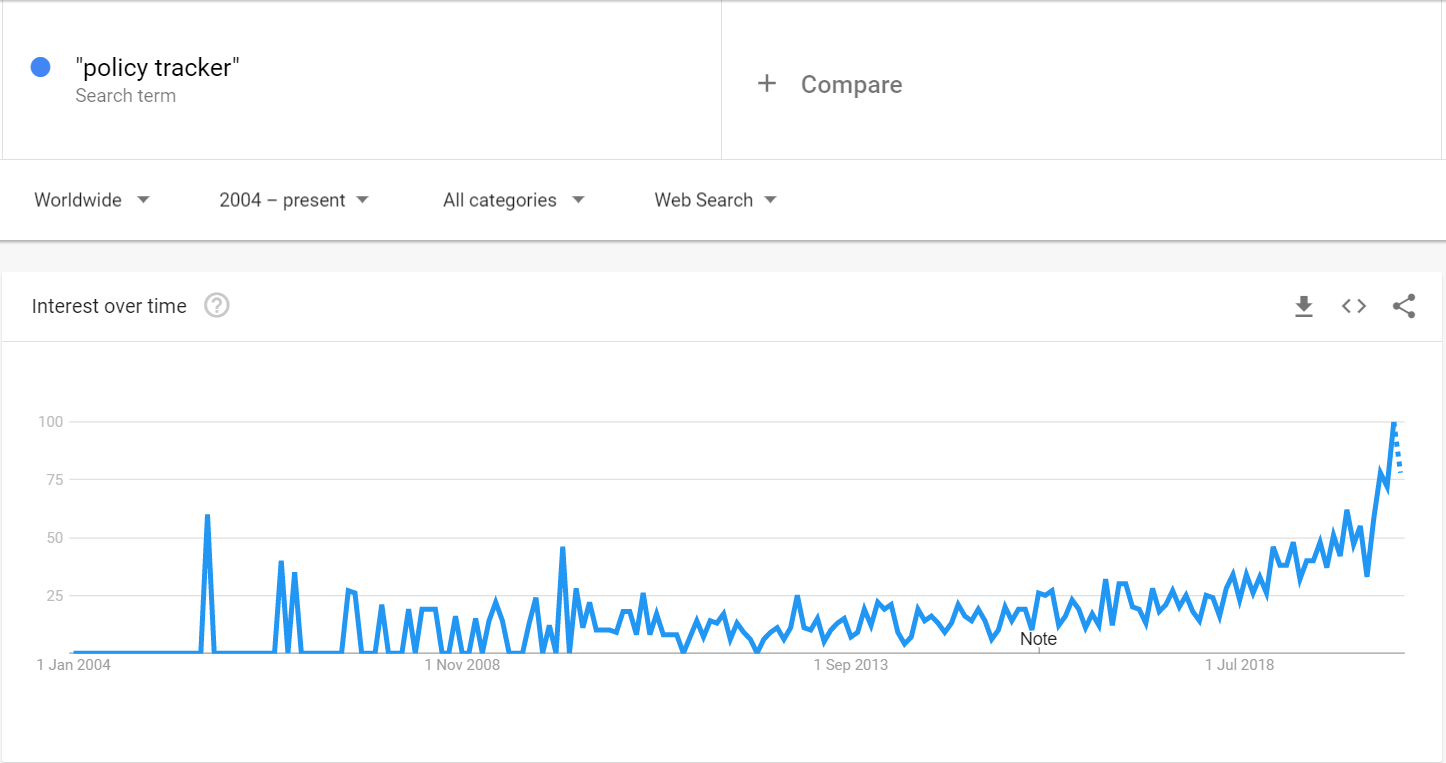 "policy tracker"
Search term
+ Compare
Worldwide
2004 – present
All categories
Web Search
Interest over time
?
100
75
50
25
Note
1 Jan 2004
1 Nov 2008
1 Sep 2013
1 Jul 2018